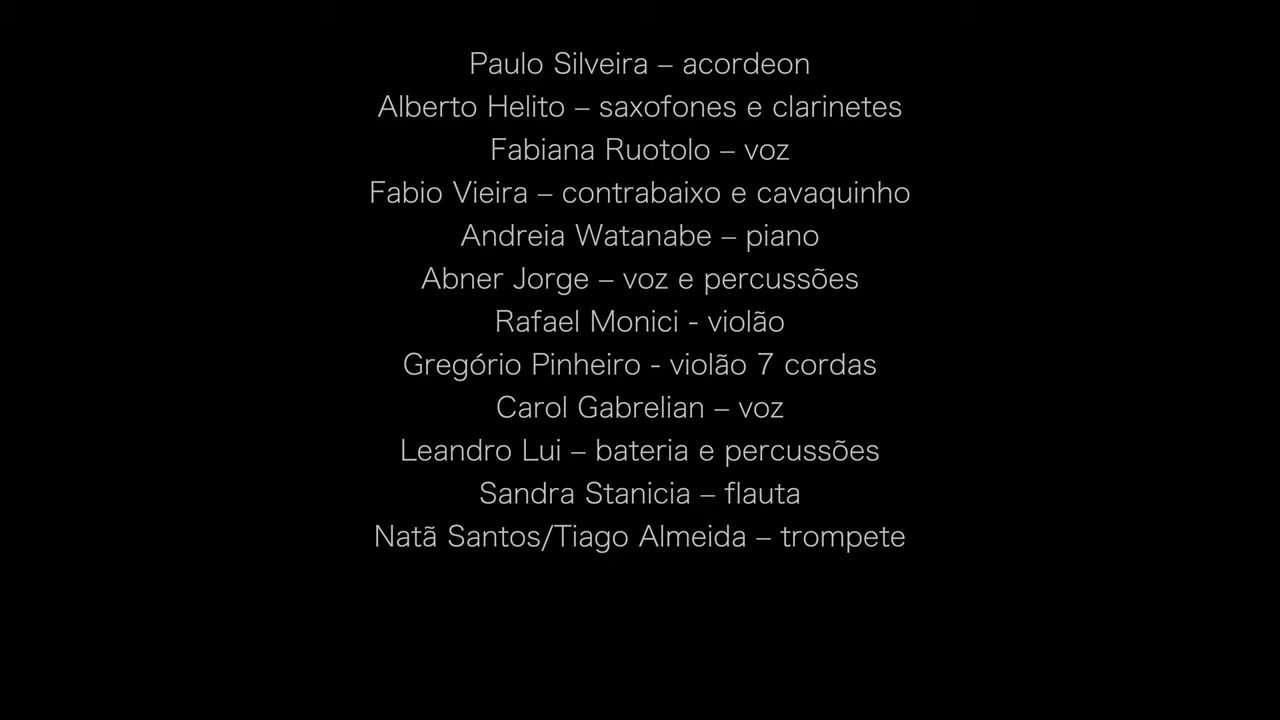 Paulo Silveira – acordeon
Alberto Helito – saxofones e clarinetes
Fabiana Ruotolo – voz
Fabio Vieira – contrabaixo e cavaquinho
Andreia Watanabe – piano
Abner Jorge – voz e percussões
Rafael Monici - violão
Gregório Pinheiro - violão 7 cordas
Carol Gabrelian – voz
Leandro Lui – bateria e percussões
Sandra Stanicia – flauta
Natã Santos/Tiago Almeida – trompete